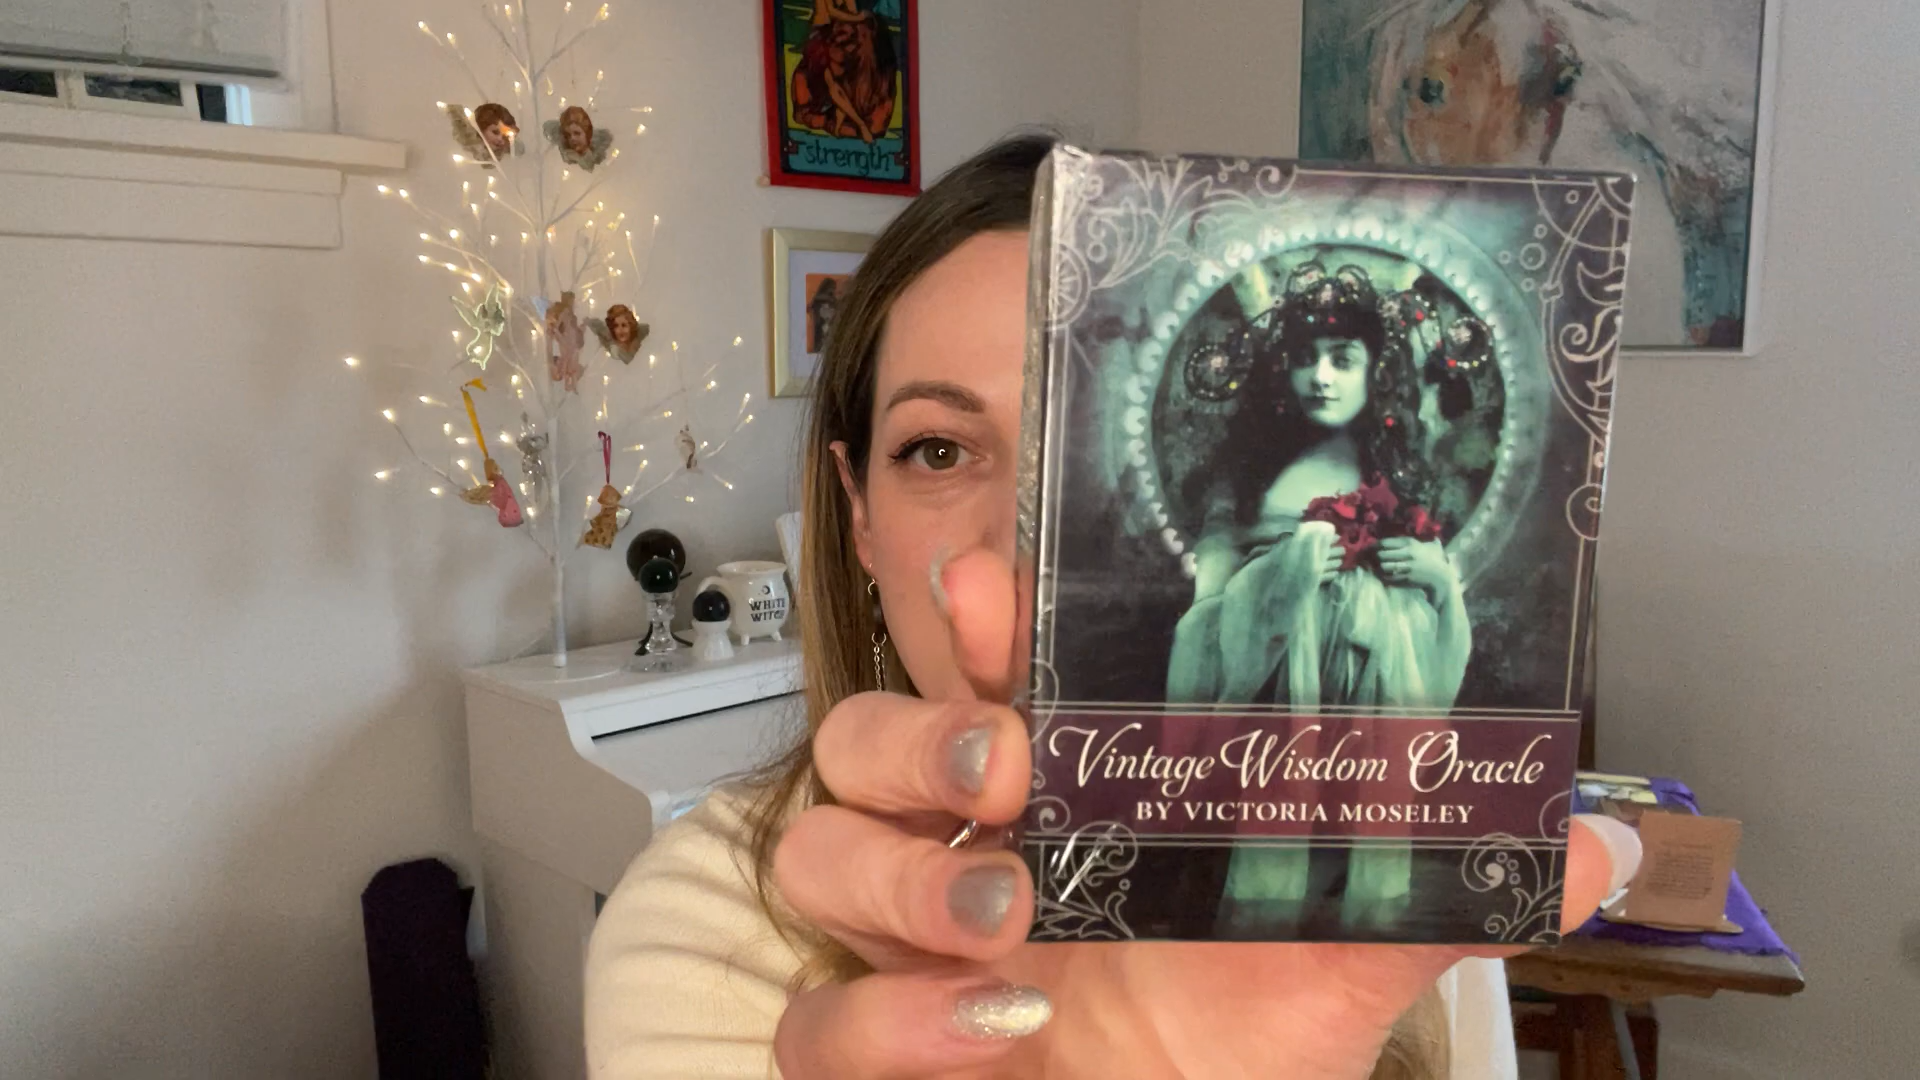 strength
WHITE
WITCH
Vintage Wisdom Oracle
BY VICTORIA MOSELEY